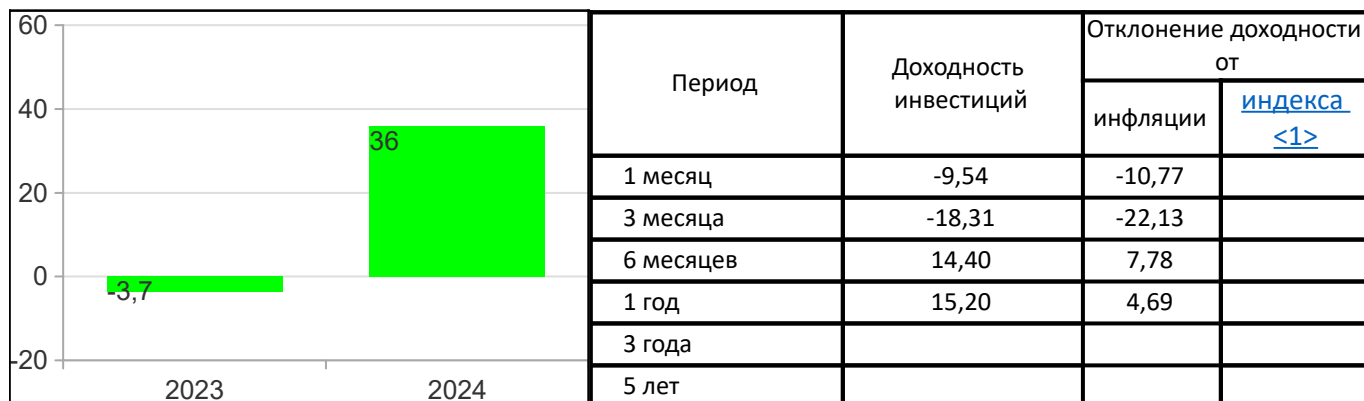 60
40
20
0
-20
36
-3,7
2023 2024
Период Доходность инвестиций Отклонение доходности от
инфляции индекса <1>
1 месяц -9,54 -10,77
3 месяца -18,31 -22,13
6 месяцев 14,40 7,78
1 год 15,20 4,69
3 года
5 лет